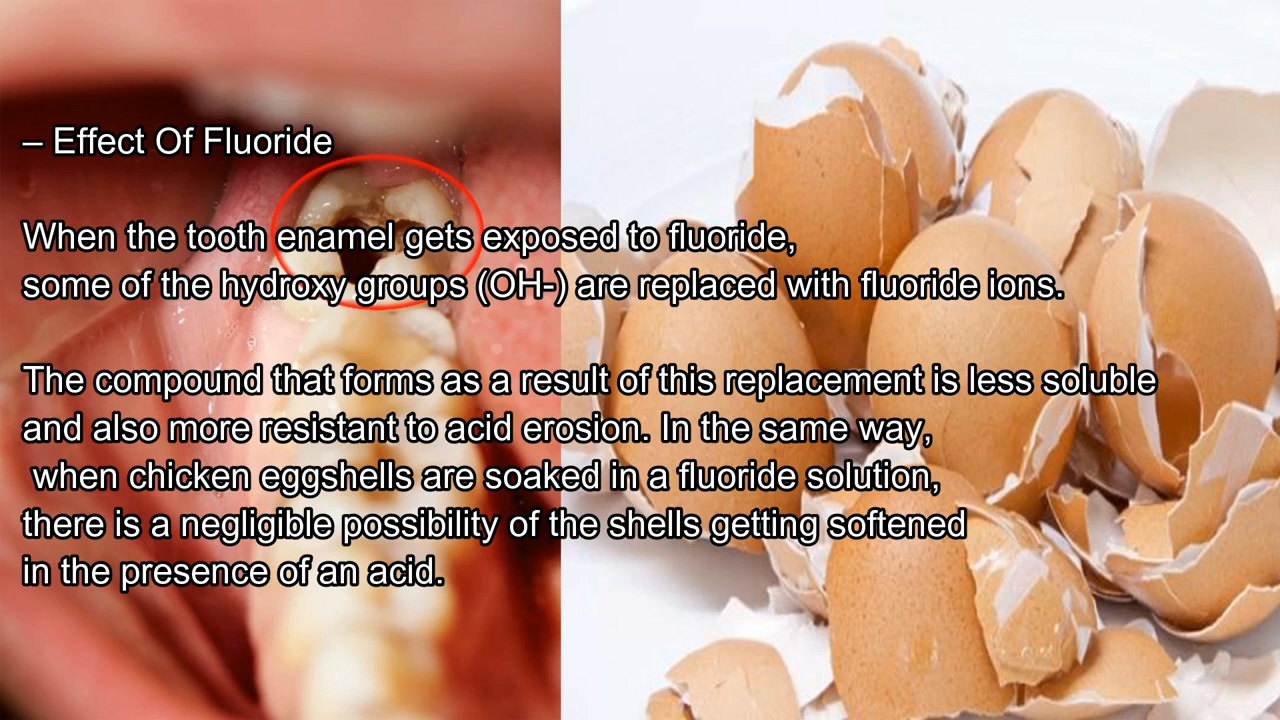 – Effect Of Fluoride
When the tooth enamel gets exposed to fluoride,
some of the hydroxy groups (OH-) are replaced with fluoride ions.
The compound that forms as a result of this replacement is less soluble
and also more resistant to acid erosion. In the same way,
when chicken eggshells are soaked in a fluoride solution,
there is a negligible possibility of the shells getting softened
in the presence of an acid.